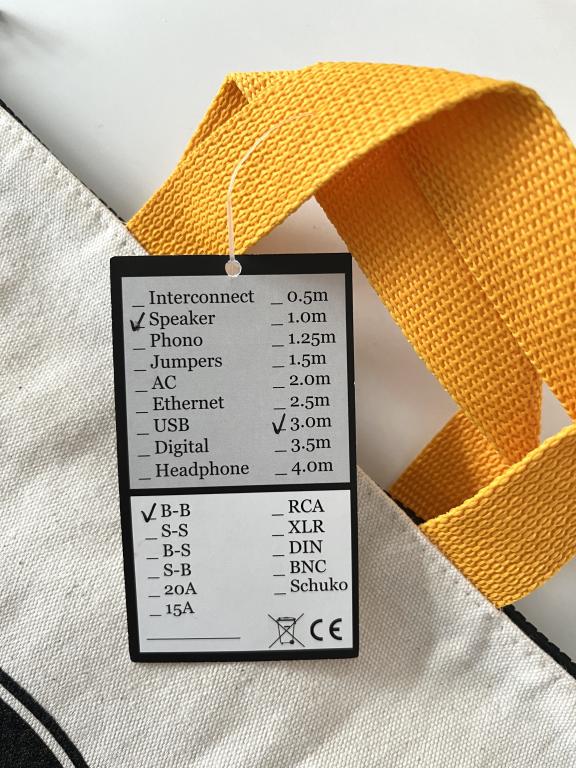 _ Interconnect _ 0.5m
✓ Speaker _ 1.0m
_ Phono _ 1.25m
_ Jumpers _ 1.5m
_ AC _ 2.0m
_ Ethernet _ 2.5m
_ USB ✓ 3.0m
_ Digital _ 3.5m
_ Headphone _ 4.0m
✓ B-B _ RCA
_ S-S _ XLR
_ B-S _ DIN
_ S-B _ BNC
_ 20A _ Schuko
_ 15A
CE